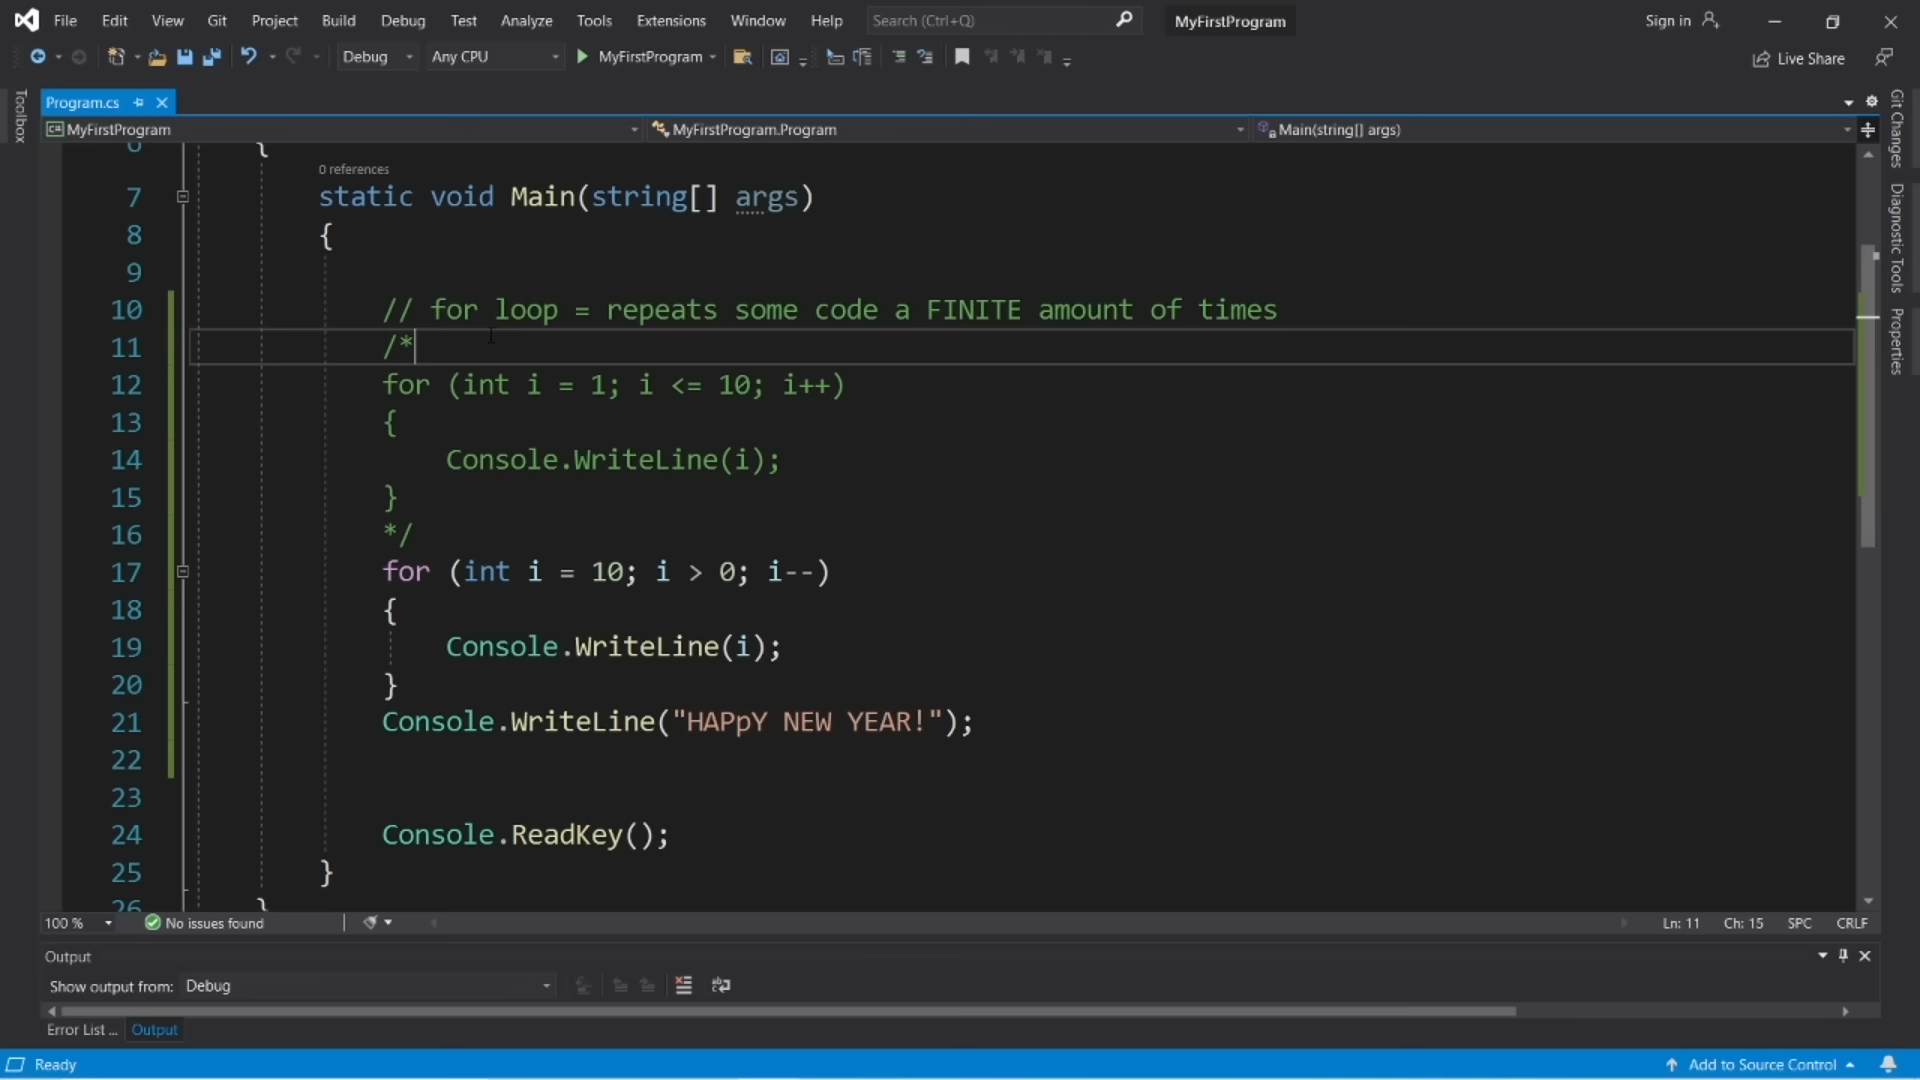 File Edit View Git Project Build Debug Test Analyze Tools Extensions Window Help Search (Ctrl+Q) MyFirstProgram Sign in
Debug Any CPU MyFirstProgram Live Share
Toolbox
Program.cs
MyFirstProgram MyFirstProgram.Program Main(string[] args)
6 {
0 references
7 static void Main(string[] args)
8 {
9
10 // for loop = repeats some code a FINITE amount of times
11 /*
12 for (int i = 1; i <= 10; i++)
13 {
14 Console.WriteLine(i);
15 }
16 */
17 for (int i = 10; i > 0; i--)
18 {
19 Console.WriteLine(i);
20 }
21 Console.WriteLine("HAPpY NEW YEAR!");
22
23
24 Console.ReadKey();
25 }
26 }
Git Changes
Diagnostic Tools
Properties
100 % No issues found Ln: 11 Ch: 15 SPC CRLF
Output
Show output from: Debug
Error List ... Output
Ready Add to Source Control